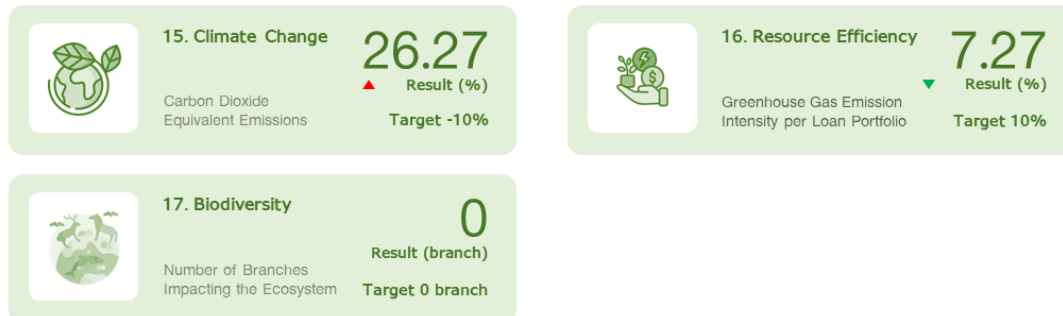 15. Climate Change
26.27
Result (%)
Carbon Dioxide
Equivalent Emissions
Target -10%
16. Resource Efficiency
7.27
Result (%)
Greenhouse Gas Emission
Intensity per Loan Portfolio
Target 10%
17. Biodiversity
0
Result (branch)
Number of Branches
Impacting the Ecosystem
Target 0 branch